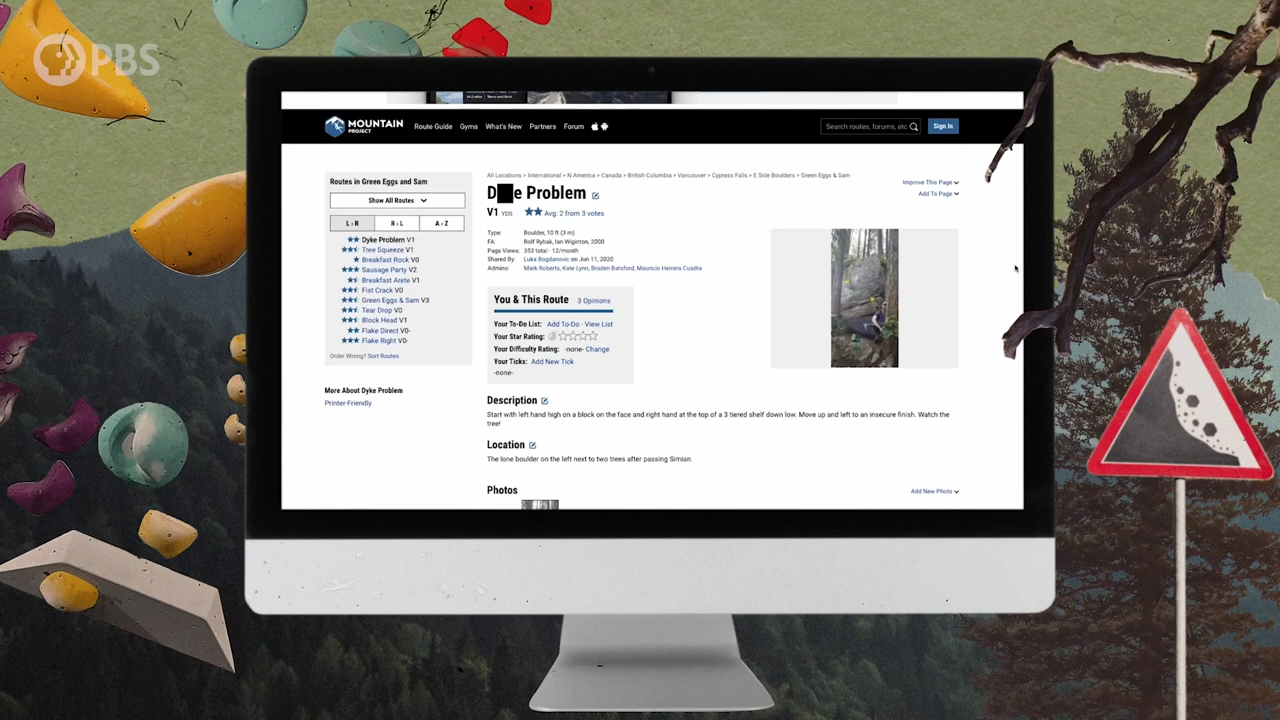 PBS
MOUNTAIN
PROJECT
Route Guide Gyms What's New Partners Forum
Search routes, forums, etc
Sign In
All Locations > International > N America > Canada > British Columbia > Vancouver > Cypress Falls > E Side Boulders > Green Eggs & Sam
Improve This Page
Add To Page
Routes in Green Eggs and Sam
Show All Routes
L › R R › L A › Z
Dyke Problem V1
Tree Squeeze V1
Breakfast Rock V0
Sausage Party V2
Breakfast Arete V1
Fist Crack V0
Green Eggs & Sam V3
Tear Drop V0
Block Head V1
Flake Direct V0-
Flake Right V0-
Order Wrong? Sort Routes
More About Dyke Problem
Printer-Friendly
D e Problem
V1 YDS Avg: 2 from 3 votes
Type: Boulder, 10 ft (3 m)
FA: Rolf Rybak, Ian Wiginton, 2000
Page Views: 353 total · 12/month
Shared By: Luka Bogdanovic on Jun 11, 2020
Admins: Mark Roberts, Kate Lynn, Braden Batsford, Mauricio Herrera Cuadra
You & This Route 3 Opinions
Your To-Do List: Add To-Do · View List
Your Star Rating:
Your Difficulty Rating: -none- Change
Your Ticks: Add New Tick
-none-
Description
Start with left hand high on a block on the face and right hand at the top of a 3 tiered shelf down low. Move up and left to an insecure finish. Watch the
tree!
Location
The lone boulder on the left next to two trees after passing Simian.
Photos
Add New Photo